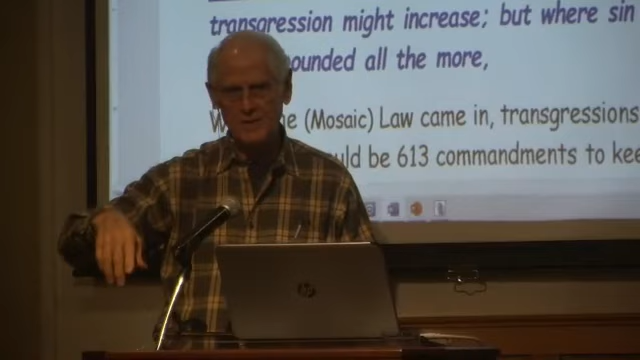 transgression might increase; but where sin
ounded all the more,
e (Mosaic) Law came in, transgressions
uld be 613 commandments to kee
hp